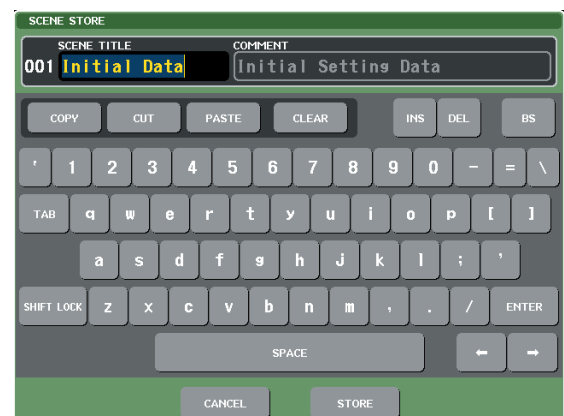 SCENE STORE
SCENE TITLE COMMENT
001 Initial Data Initial Setting Data
COPY CUT PASTE CLEAR INS DEL BS
' 1 2 3 4 5 6 7 8 9 0 - = \
TAB q w e r t y u i o p [ ]
a s d f g h j k l ; '
SHIFT LOCK z x c v b n m , . / ENTER
SPACE ← →
CANCEL STORE